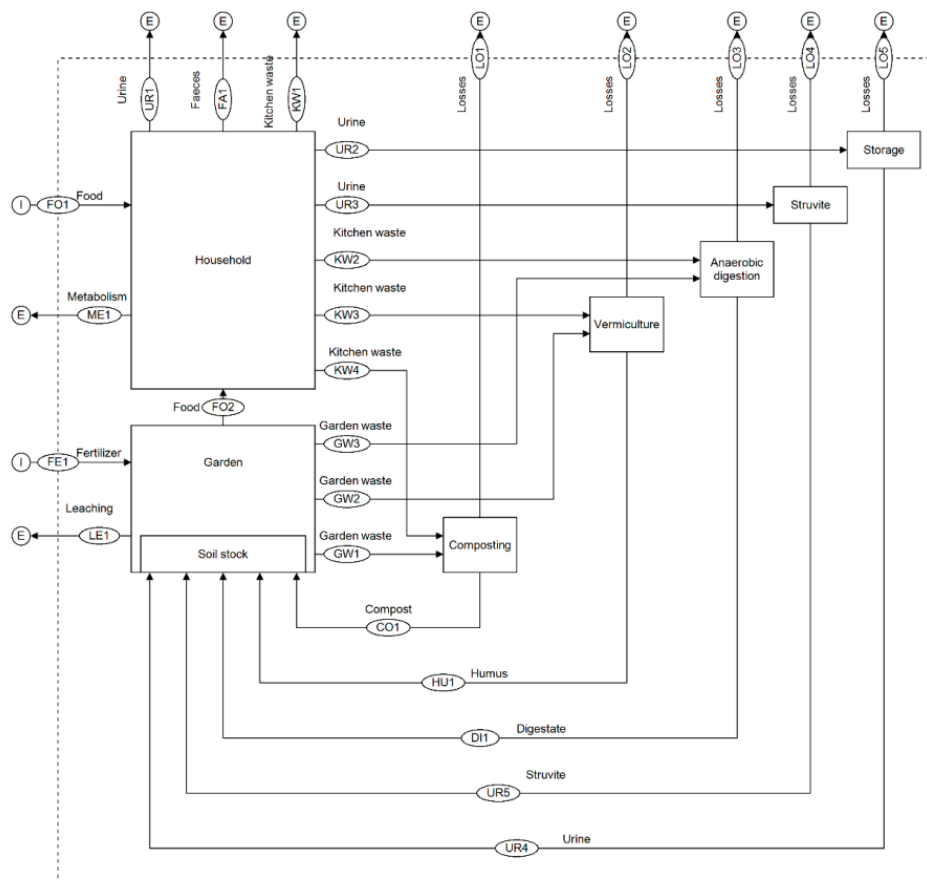 E E E E E E E E
Urine UR1 Faeces FA1 Kitchen waste KW1 Losses LO1 Losses LO2 Losses LO3 Losses LO4 Losses LO5
Urine
UR2 Storage
I FO1 Food Urine
UR3 Struvite
Kitchen waste
Household KW2 Anaerobic
digestion
Metabolism Kitchen waste
E ME1 KW3 Vermiculture
Kitchen waste
KW4
Food FO2
Garden waste
GW3
I FE1 Fertilizer Garden
Garden waste
GW2
Leaching
E LE1 Garden waste
Soil stock GW1 Composting
Compost
CO1
HU1 Humus
DI1 Digestate
Struvite
UR5
UR4 Urine